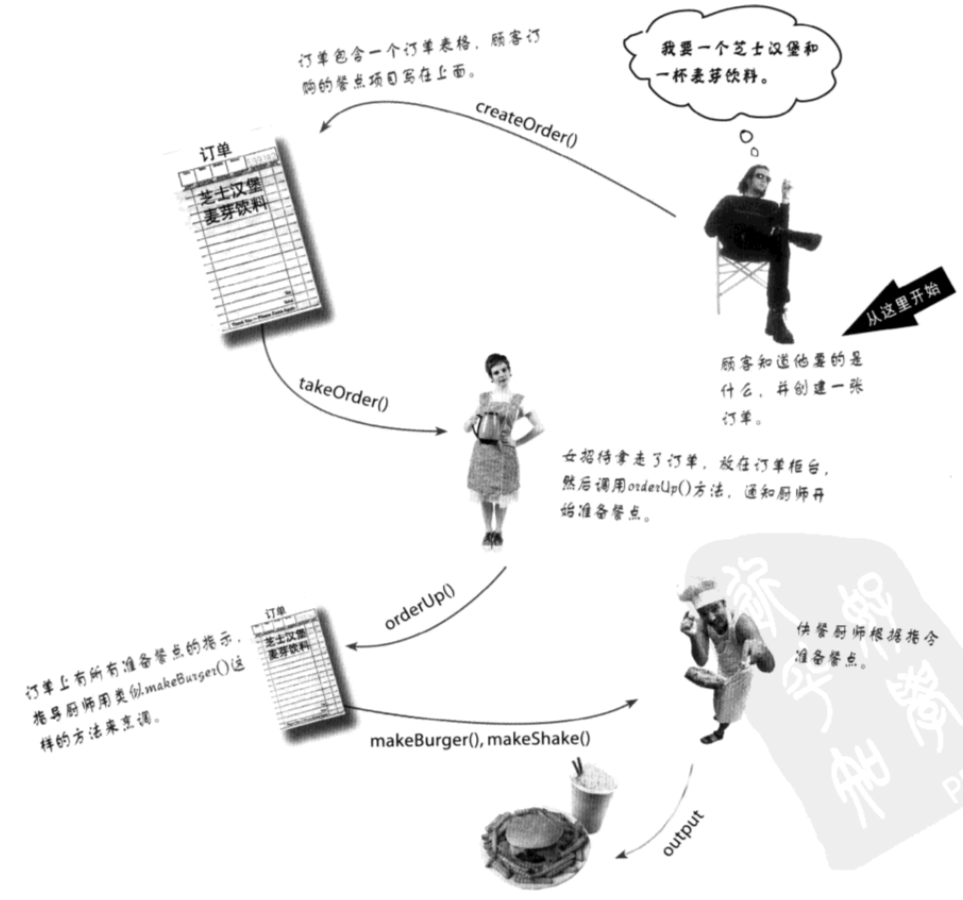 订单包含一个订单表格，顾客订
购的餐点项目写在上面。
我要一个芝士汉堡和
一杯麦芽饮料。
createOrder()
订单
芝士汉堡
麦芽饮料
从这里开始
顾客知道他要的是
什么，并创建一张
订单。
takeOrder()
女招待拿走了订单，放在订单柜台，
然后调用orderUp()方法，通知厨师开
始准备餐点。
orderUp()
订单
芝士汉堡
麦芽饮料
订单上有所有准备餐点的指示，
指导厨师用类似makeBurger()这
样的方法来烹调。
快餐厨师根据指令
准备餐点。
makeBurger(), makeShake()
output